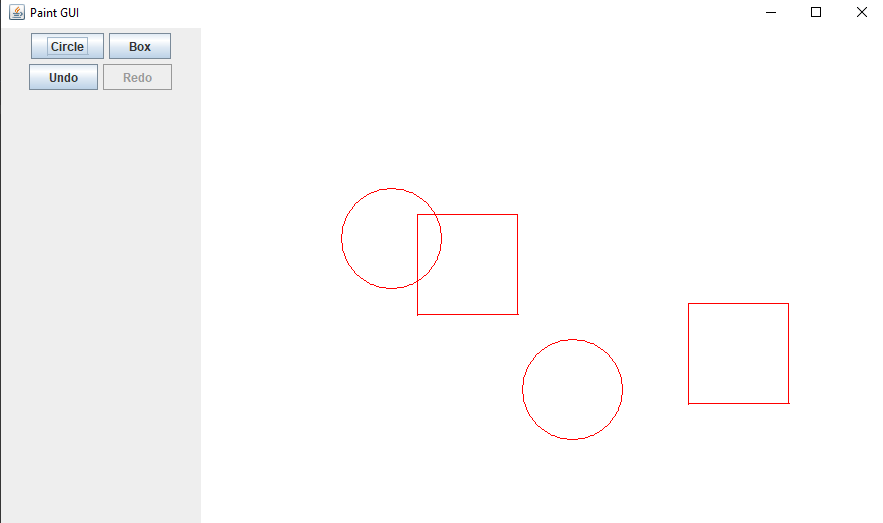 Paint GUI
Circle Box
Undo Redo